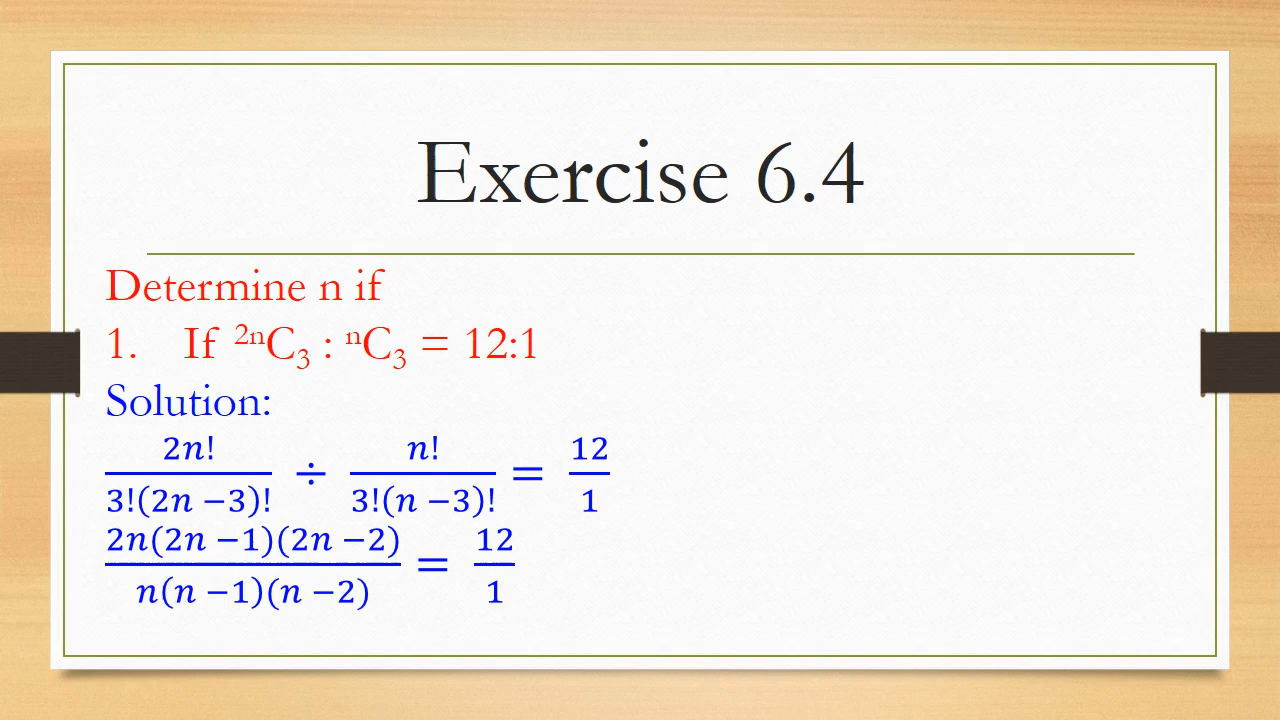 Exercise 6.4
Determine n if
1. If ²ⁿC₃ : ⁿC₃ = 12:1
Solution:
2n!/3!(2n −3)! ÷ n!/3!(n −3)! = 12/1
2n(2n −1)(2n −2)/n(n −1)(n −2) = 12/1